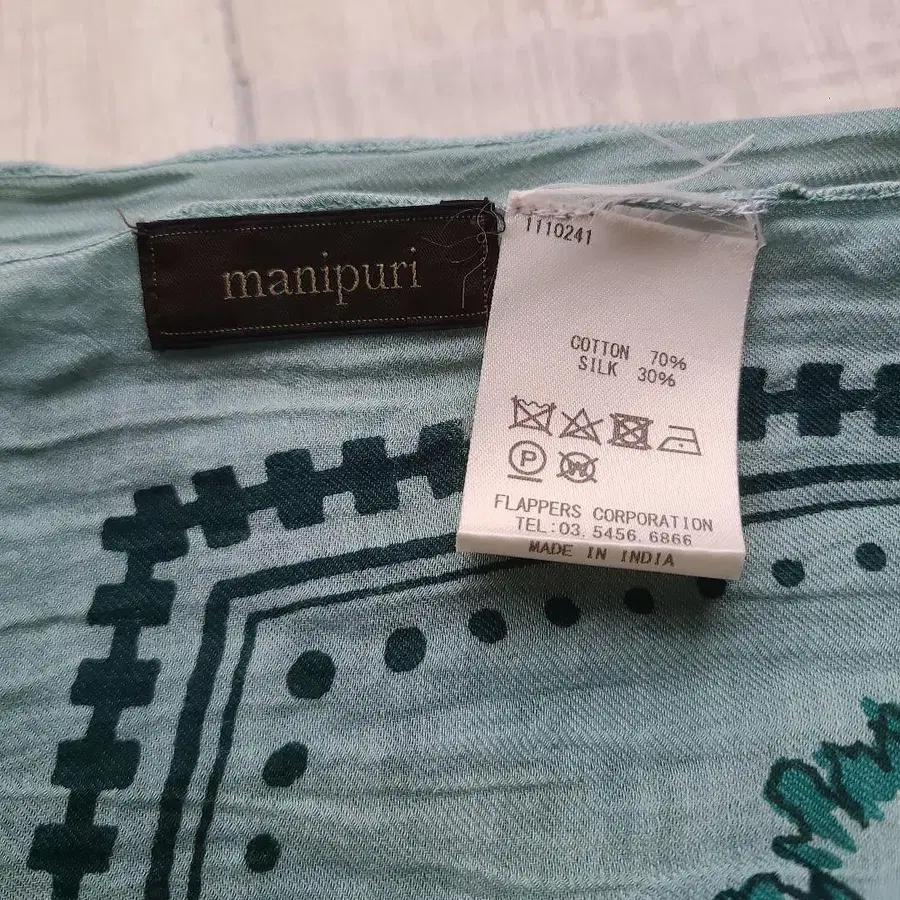 manipuri
1110241
COTTON 70%
SILK 30%
P W
FLAPPERS CORPORATION
TEL:03.5456.6866
MADE IN INDIA